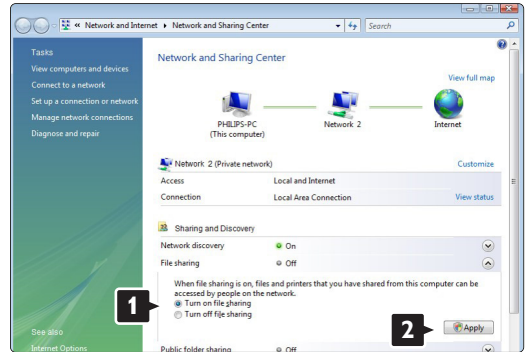 « Network and Internet ▸ Network and Sharing Center
Search
Tasks
View computers and devices
Connect to a network
Set up a connection or network
Manage network connections
Diagnose and repair
See also
Internet Options
Network and Sharing Center
View full map
PHILIPS-PC
(This computer)
Network 2
Internet
Network 2 (Private network)
Customize
Access Local and Internet
Connection Local Area Connection View status
Sharing and Discovery
Network discovery On
File sharing Off
When file sharing is on, files and printers that you have shared from this computer can be
accessed by people on the network.
1
Turn on file sharing
Turn off file sharing
2
Apply
Public folder sharing Off